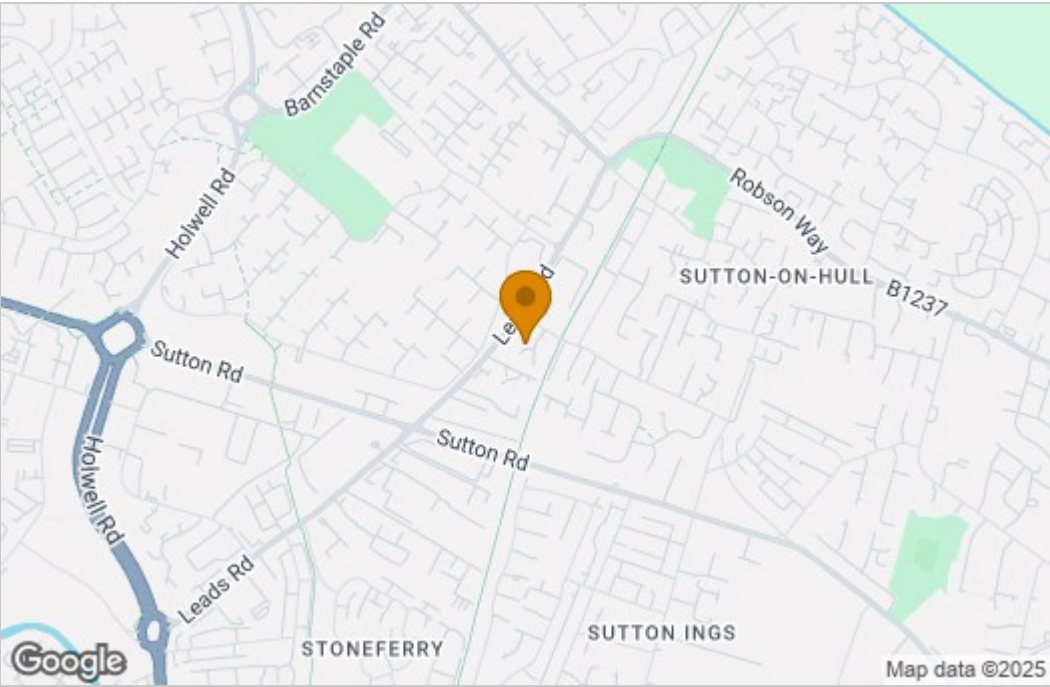 Barnstaple Rd
Holwell Rd
Robson Way
SUTTON-ON-HULL
B1237
Sutton Rd
Sutton Rd
Holwell Rd
Leads Rd
STONEFERRY
SUTTON INGS
Google
Map data ©2025